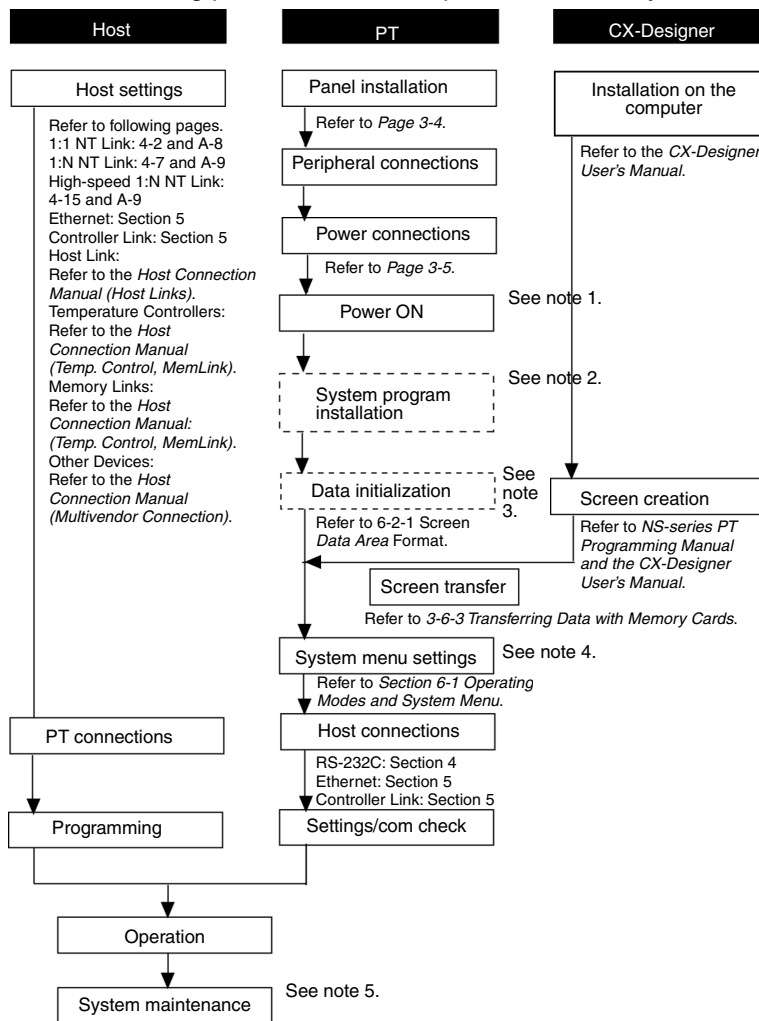 Host
PT
CX-Designer
Host settings
Refer to following pages.
1:1 NT Link: 4-2 and A-8
1:N NT Link: 4-7 and A-9
High-speed 1:N NT Link:
4-15 and A-9
Ethernet: Section 5
Controller Link: Section 5
Host Link:
Refer to the Host Connection
Manual (Host Links).
Temperature Controllers:
Refer to the Host
Connection Manual
(Temp. Control, MemLink).
Memory Links:
Refer to the Host
Connection Manual:
(Temp. Control, MemLink).
Other Devices:
Refer to the Host
Connection Manual
(Multivendor Connection).
PT connections
Programming
Panel installation
Refer to Page 3-4.
Peripheral connections
Power connections
Refer to Page 3-5.
Power ON
See note 1.
System program
installation
See note 2.
Data initialization
See
note
3.
Refer to 6-2-1 Screen
Data Area Format.
Installation on the
computer
Refer to the CX-Designer
User's Manual.
Screen creation
Refer to NS-series PT
Programming Manual
and the CX-Designer
User's Manual.
Screen transfer
Refer to 3-6-3 Transferring Data with Memory Cards.
System menu settings
See note 4.
Refer to Section 6-1 Operating
Modes and System Menu.
Host connections
RS-232C: Section 4
Ethernet: Section 5
Controller Link: Section 5
Settings/com check
Operation
System maintenance
See note 5.